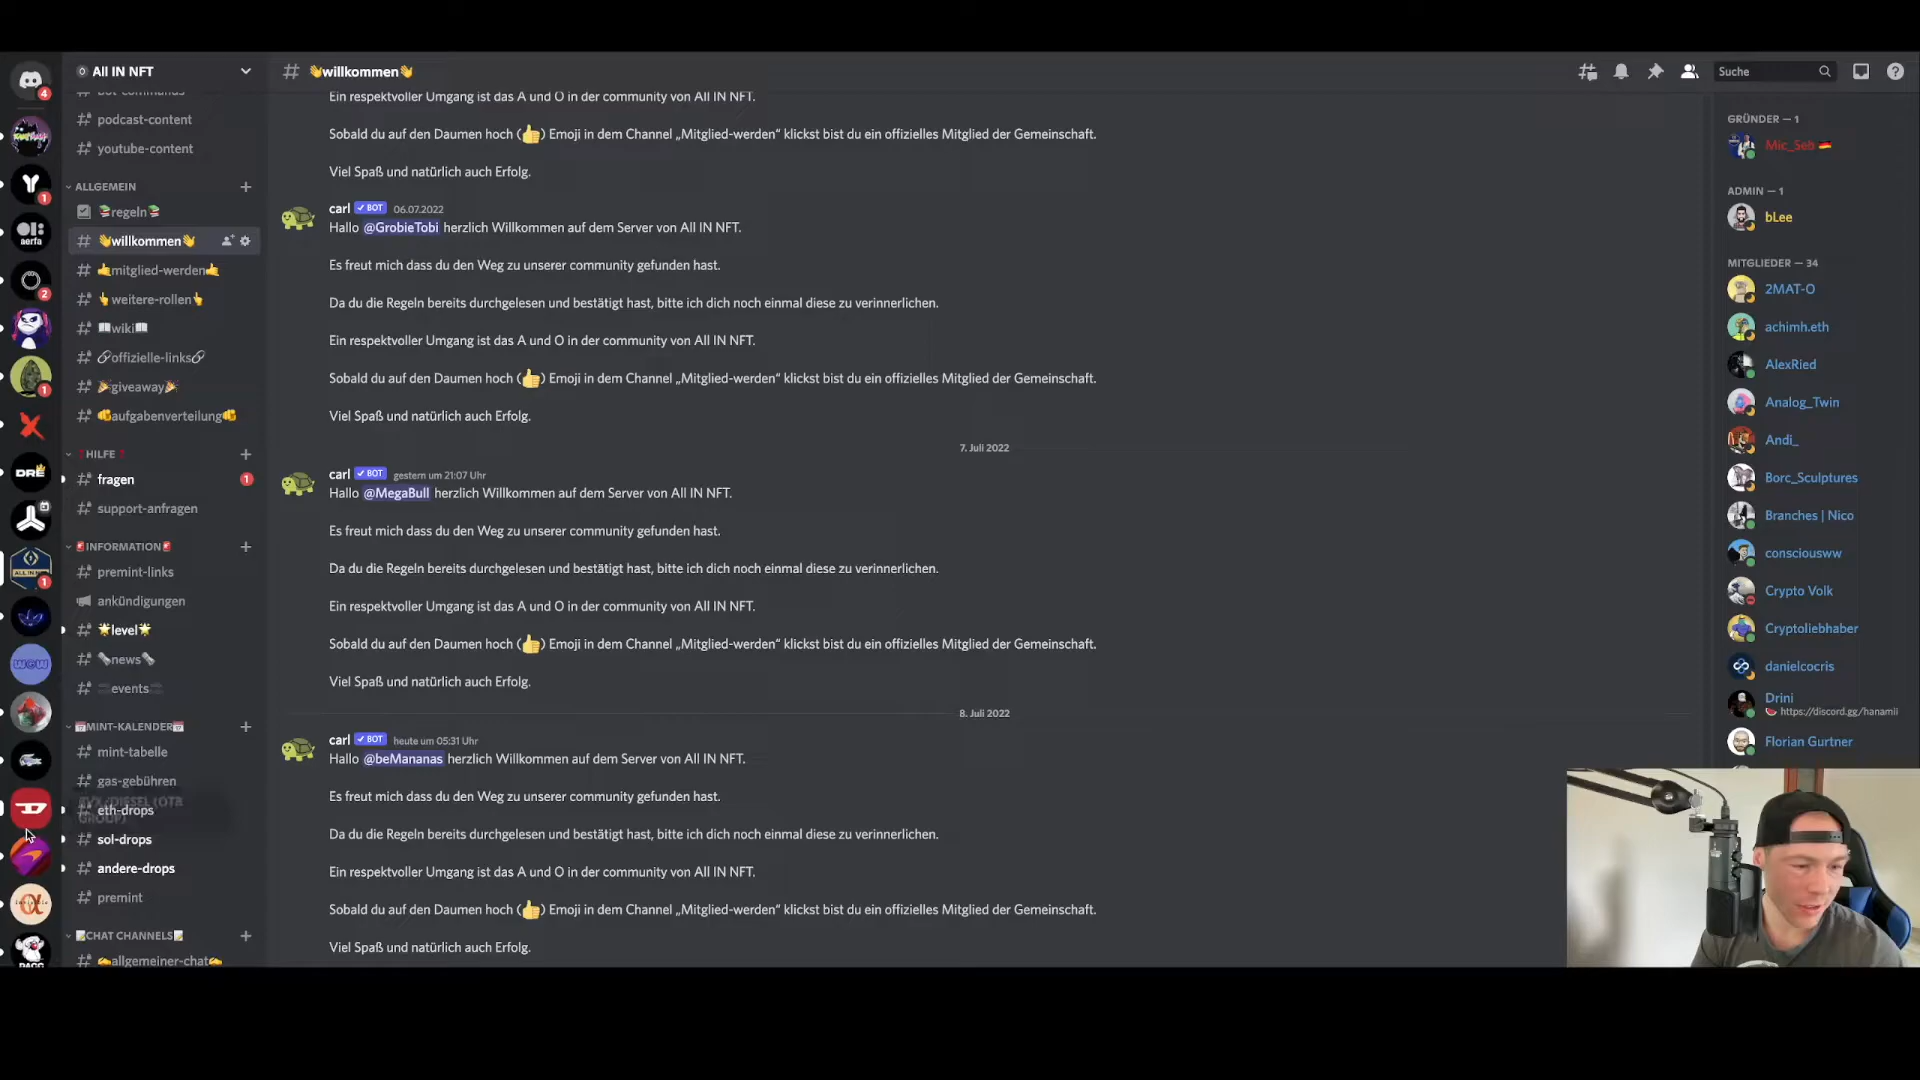 All IN NFT
👋willkommen👋
Suche
4
podcast-content
youtube-content
ALLGEMEIN
regeln
👋willkommen👋
🤙mitglied-werden🤙
👆weitere-rollen👆
📖wiki📖
🔗offizielle-links🔗
🎉giveaway🎉
👊aufgabenverteilung👊
HILFE
fragen
1
support-anfragen
🚨INFORMATION🚨
premint-links
ankündigungen
🌟level🌟
🗞news🗞
events
📅MINT-KALENDER📅
mint-tabelle
gas-gebühren
eth-drops
sol-drops
andere-drops
premint
📝CHAT CHANNELS📝
✍allgemeiner-chat✍
1
aerfa
2
1
DRE
ALL IN NFT
1
WOW
Ein respektvoller Umgang ist das A und O in der community von All IN NFT.
Sobald du auf den Daumen hoch (👍) Emoji in dem Channel „Mitglied-werden“ klickst bist du ein offizielles Mitglied der Gemeinschaft.
Viel Spaß und natürlich auch Erfolg.
carl ✓ BOT 06.07.2022
Hallo @GrobieTobi herzlich Willkommen auf dem Server von All IN NFT.
Es freut mich dass du den Weg zu unserer community gefunden hast.
Da du die Regeln bereits durchgelesen und bestätigt hast, bitte ich dich noch einmal diese zu verinnerlichen.
Ein respektvoller Umgang ist das A und O in der community von All IN NFT.
Sobald du auf den Daumen hoch (👍) Emoji in dem Channel „Mitglied-werden“ klickst bist du ein offizielles Mitglied der Gemeinschaft.
Viel Spaß und natürlich auch Erfolg.
7. Juli 2022
carl ✓ BOT gestern um 21:07 Uhr
Hallo @MegaBull herzlich Willkommen auf dem Server von All IN NFT.
Es freut mich dass du den Weg zu unserer community gefunden hast.
Da du die Regeln bereits durchgelesen und bestätigt hast, bitte ich dich noch einmal diese zu verinnerlichen.
Ein respektvoller Umgang ist das A und O in der community von All IN NFT.
Sobald du auf den Daumen hoch (👍) Emoji in dem Channel „Mitglied-werden“ klickst bist du ein offizielles Mitglied der Gemeinschaft.
Viel Spaß und natürlich auch Erfolg.
8. Juli 2022
carl ✓ BOT heute um 05:31 Uhr
Hallo @beMananas herzlich Willkommen auf dem Server von All IN NFT.
Es freut mich dass du den Weg zu unserer community gefunden hast.
Da du die Regeln bereits durchgelesen und bestätigt hast, bitte ich dich noch einmal diese zu verinnerlichen.
Ein respektvoller Umgang ist das A und O in der community von All IN NFT.
Sobald du auf den Daumen hoch (👍) Emoji in dem Channel „Mitglied-werden“ klickst bist du ein offizielles Mitglied der Gemeinschaft.
Viel Spaß und natürlich auch Erfolg.
GRÜNDER — 1
Mic_Seb 🇩🇪
ADMIN — 1
bLee
MITGLIEDER — 34
2MAT-O
achimh.eth
AlexRied
Analog_Twin
Andi_
Borc_Sculptures
Branches | Nico
consciousww
Crypto Volk
Cryptoliebhaber
danielcocris
Drini
🍉 https://discord.gg/hanamii
Florian Gurtner